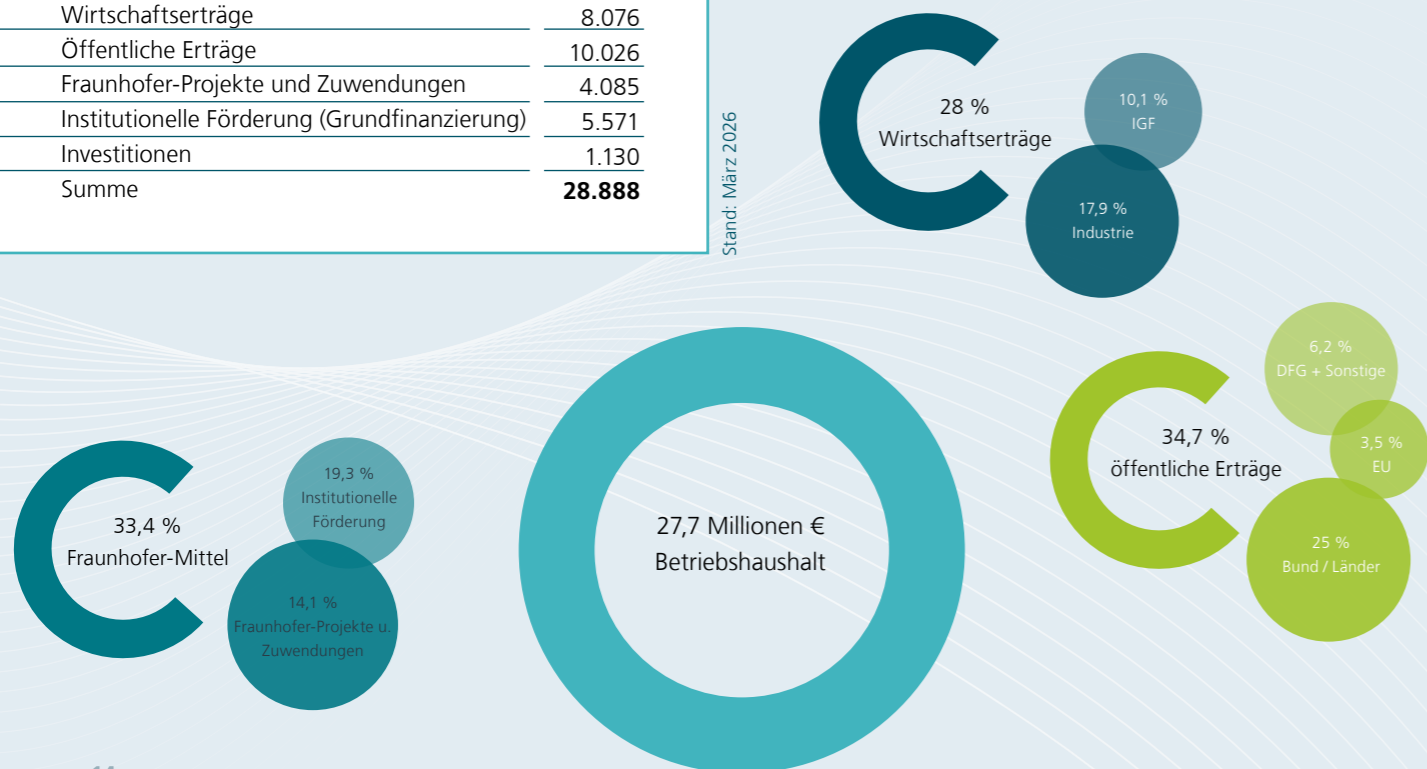 Wirtschaftserträge 8.076
Öffentliche Erträge 10.026
Fraunhofer-Projekte und Zuwendungen 4.085
Institutionelle Förderung (Grundfinanzierung) 5.571
Investitionen 1.130
Summe 28.888
Stand: März 2026
28 %
Wirtschaftserträge
10,1 %
IGF
17,9 %
Industrie
34,7 %
öffentliche Erträge
6,2 %
DFG + Sonstige
3,5 %
EU
25 %
Bund / Länder
33,4 %
Fraunhofer-Mittel
19,3 %
Institutionelle
Förderung
14,1 %
Fraunhofer-Projekte u.
Zuwendungen
27,7 Millionen €
Betriebshaushalt